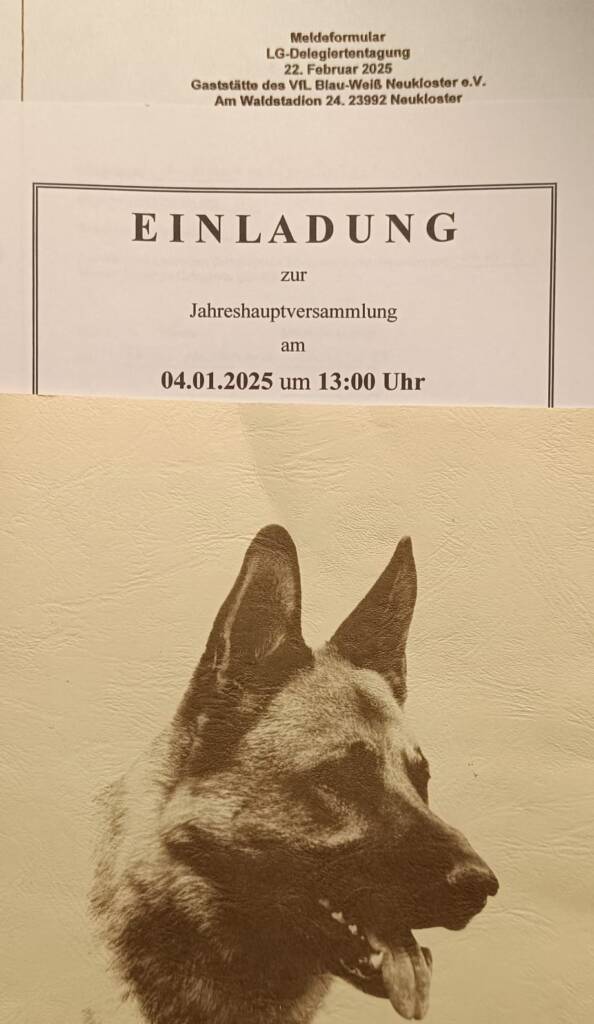 Meldeformular
LG-Delegiertentagung
22. Februar 2025
Gaststätte des VfL Blau-Weiß Neukloster e.V.
Am Waldstadion 24. 23992 Neukloster
EINLADUNG
zur
Jahreshauptversammlung
am
04.01.2025 um 13:00 Uhr